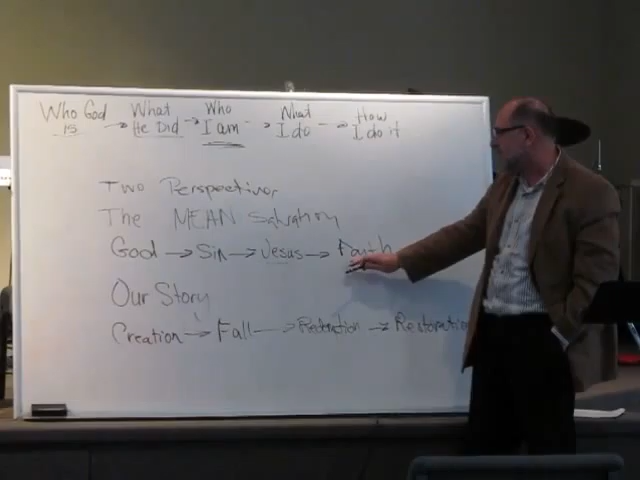 Who God is → What He Did → Who I am → What I do → How I do it
Two Perspectives
The MEAN Salvation
God → Sin → Jesus → Faith
Our Story
Creation → Fall → Redemption → Restoration